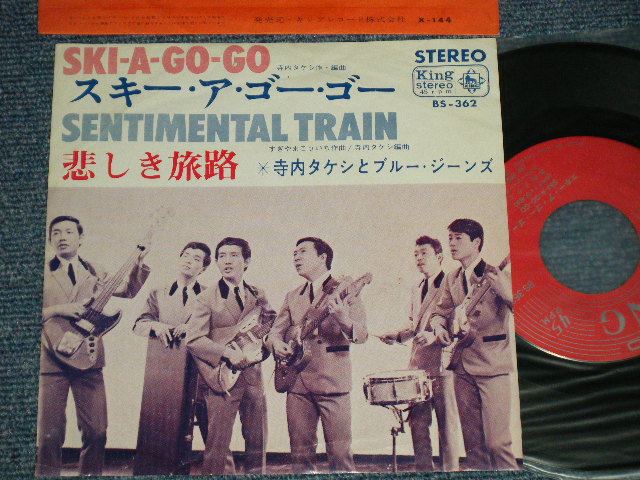 発売元・キングレコード株式会社 X-144
SKI-A-GO-GO
寺内タケシ作・編曲
STEREO
スキー・ア・ゴー・ゴー
King
stereo
45 r.p.m
BS-362
SENTIMENTAL TRAIN
すぎやまこういち作曲/寺内タケシ編曲
悲しき旅路 ※寺内タケシとブルー・ジーンズ
45
RPM